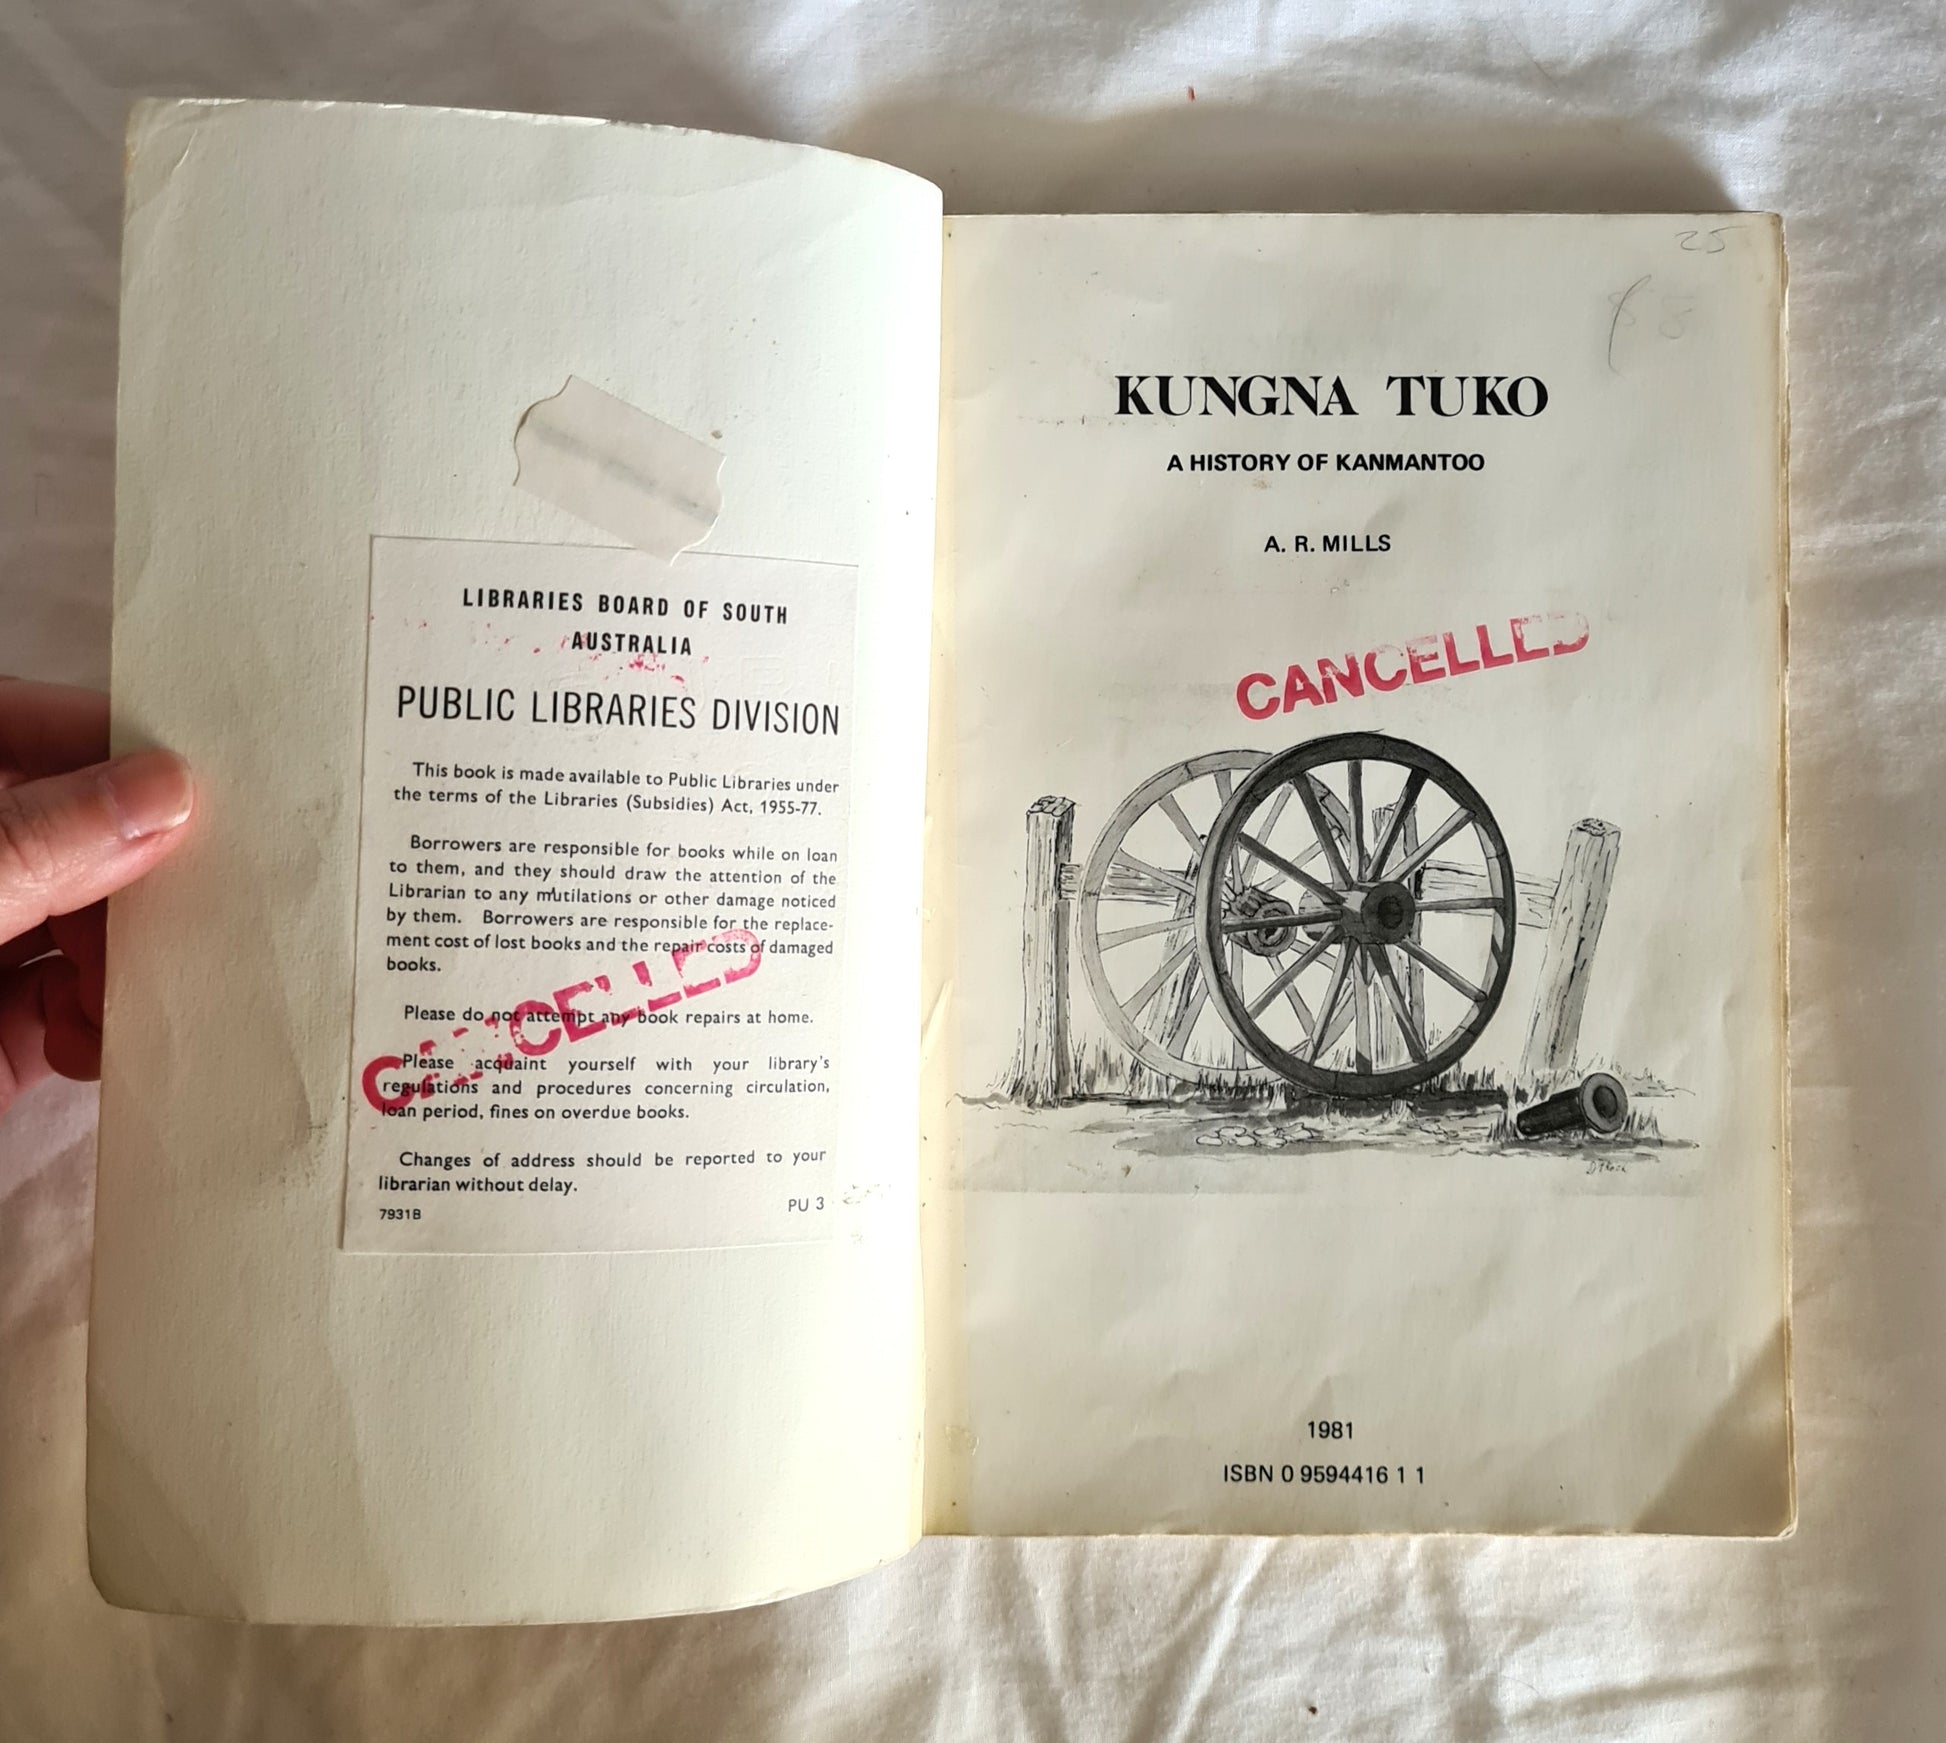 LIBRARIES BOARD OF SOUTH
AUSTRALIA
PUBLIC LIBRARIES DIVISION
This book is made available to Public Libraries under
the terms of the Libraries (Subsidies) Act, 1955-77.
Borrowers are responsible for books while on loan
to them, and they should draw the attention of the
Librarian to any mutilations or other damage noticed
by them. Borrowers are responsible for the replace-
ment cost of lost books and the repair costs of damaged
books.
Please do not attempt any book repairs at home.
CANCELLED
Please acquaint yourself with your library's
regulations and procedures concerning circulation,
loan period, fines on overdue books.
Changes of address should be reported to your
librarian without delay.
7931B PU 3
25
KUNGNA TUKO
A HISTORY OF KANMANTOO
A. R. MILLS
CANCELLED
1981
ISBN 0 9594416 1 1